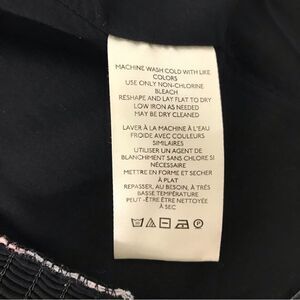 MACHINE WASH COLD WITH LIKE
COLORS
USE ONLY NON-CHLORINE
BLEACH
RESHAPE AND LAY FLAT TO DRY
LOW IRON AS NEEDED
MAY BE DRY CLEANED
LAVER À LA MACHINE À L'EAU
FROIDE AVEC COULEURS
SIMILAIRES
UTILISER UN AGENT DE
BLANCHIMENT SANS CHLORE SI
NÉCESSAIRE
METTRE EN FORME ET SECHER
À PLAT
REPASSER, AU BESOIN, À TRÈS
BASSE TEMPÉRATURE
PEUT-ÊTRE ÊTRE NETTOYÉE
À SEC